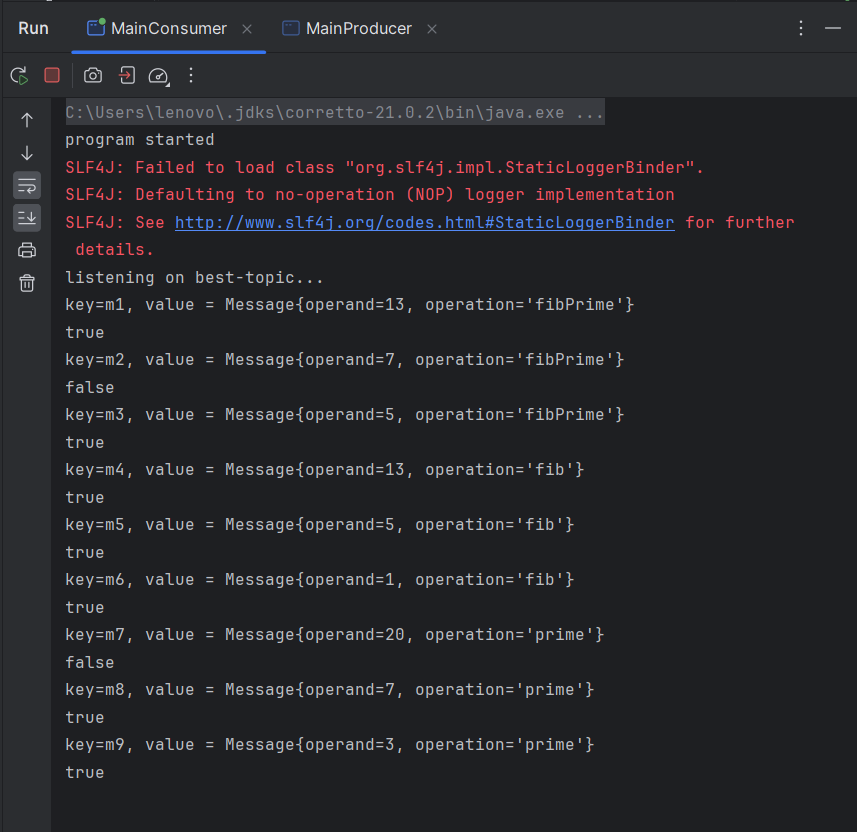 Run MainConsumer MainProducer
C:\Users\lenovo\.jdks\corretto-21.0.2\bin\java.exe ...
program started
SLF4J: Failed to load class "org.slf4j.impl.StaticLoggerBinder".
SLF4J: Defaulting to no-operation (NOP) logger implementation
SLF4J: See http://www.slf4j.org/codes.html#StaticLoggerBinder for further
details.
listening on best-topic...
key=m1, value = Message{operand=13, operation='fibPrime'}
true
key=m2, value = Message{operand=7, operation='fibPrime'}
false
key=m3, value = Message{operand=5, operation='fibPrime'}
true
key=m4, value = Message{operand=13, operation='fib'}
true
key=m5, value = Message{operand=5, operation='fib'}
true
key=m6, value = Message{operand=1, operation='fib'}
true
key=m7, value = Message{operand=20, operation='prime'}
false
key=m8, value = Message{operand=7, operation='prime'}
true
key=m9, value = Message{operand=3, operation='prime'}
true